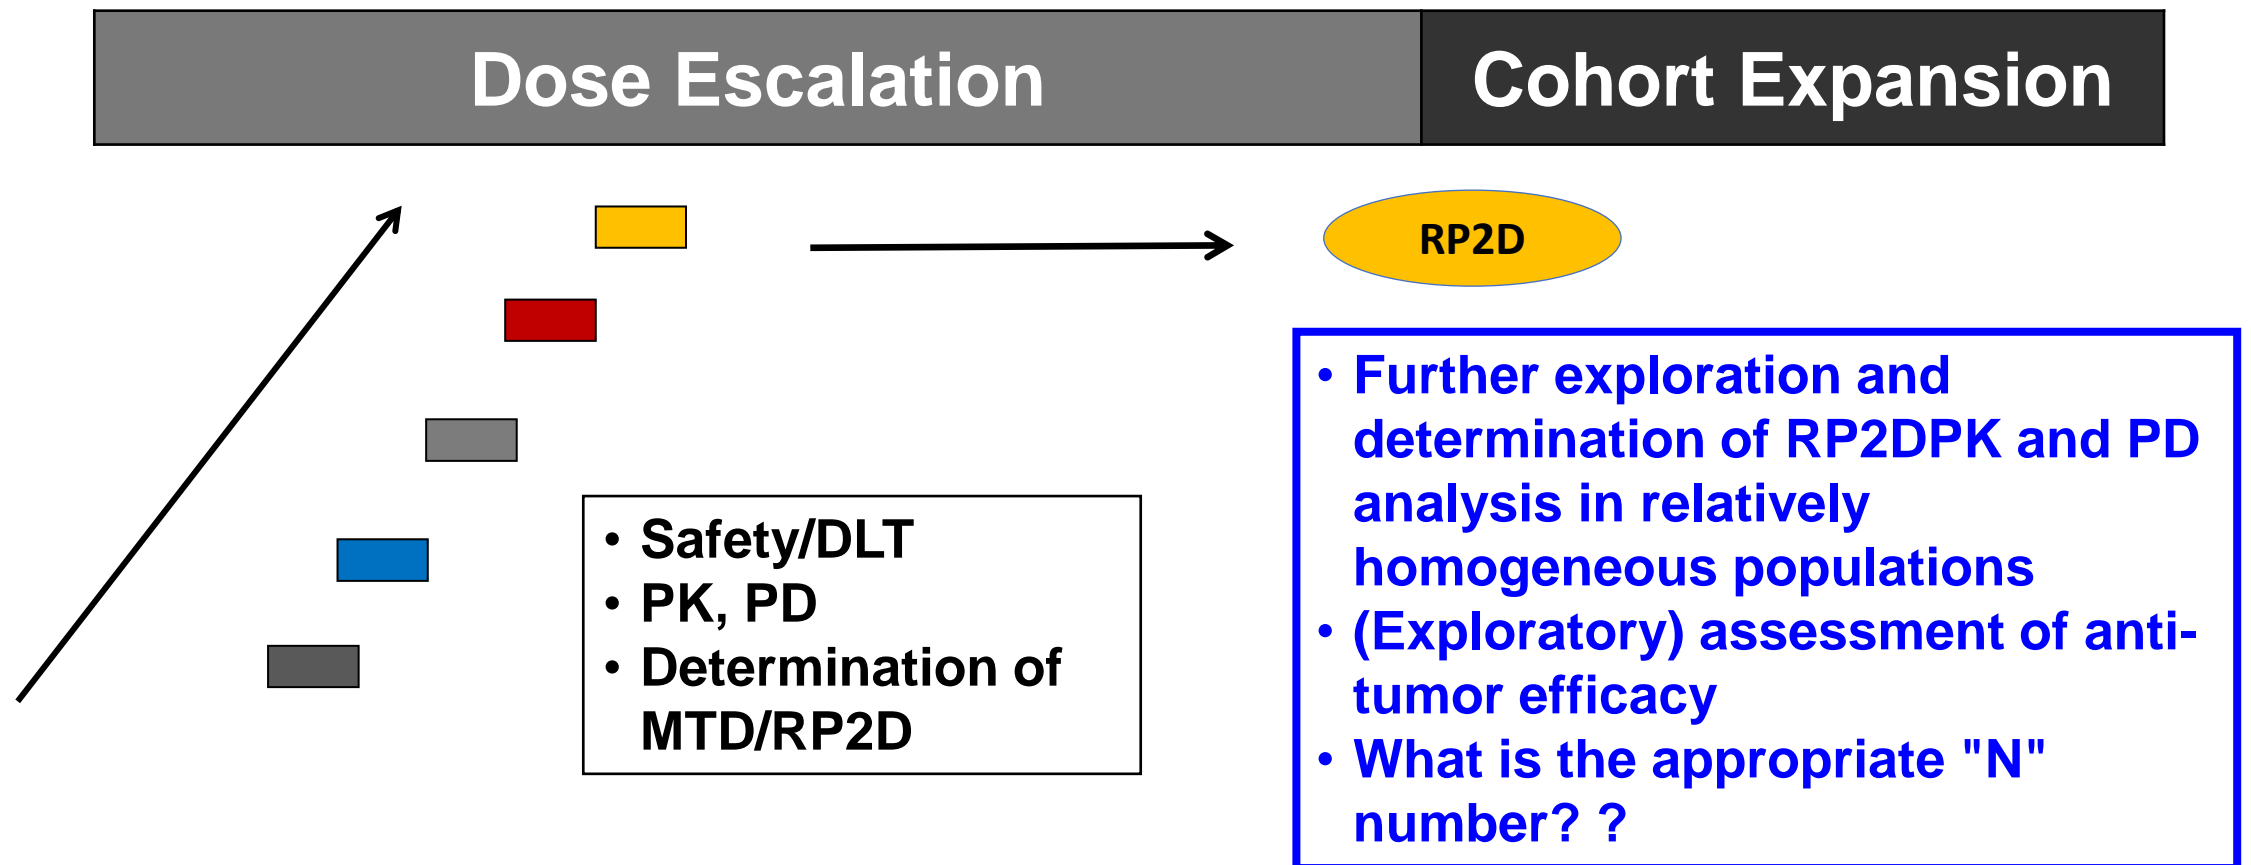 Dose Escalation
Cohort Expansion
RP2D
• Safety/DLT
• PK, PD
• Determination of
MTD/RP2D
• Further exploration and
determination of RP2DPK and PD
analysis in relatively
homogeneous populations
• (Exploratory) assessment of anti-
tumor efficacy
• What is the appropriate "N"
number? ?